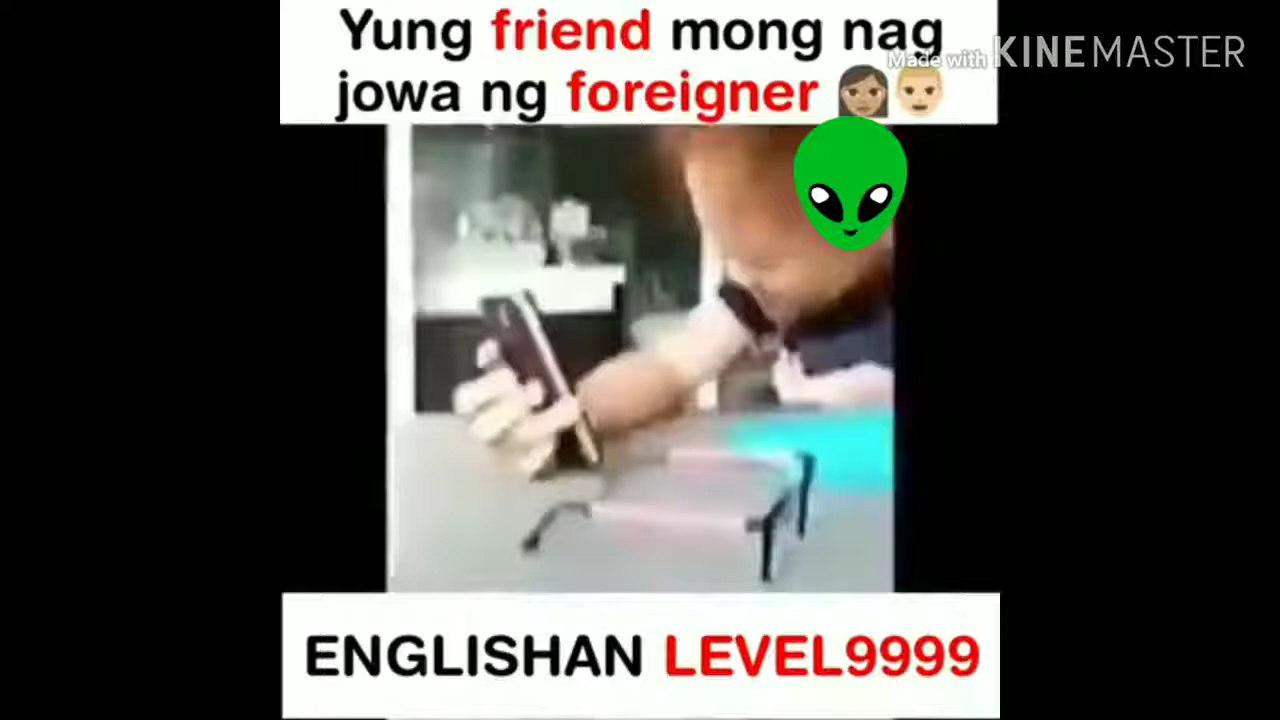 Yung friend mong nag
jowa ng foreigner
Made with KINEMASTER
ENGLISHAN LEVEL9999